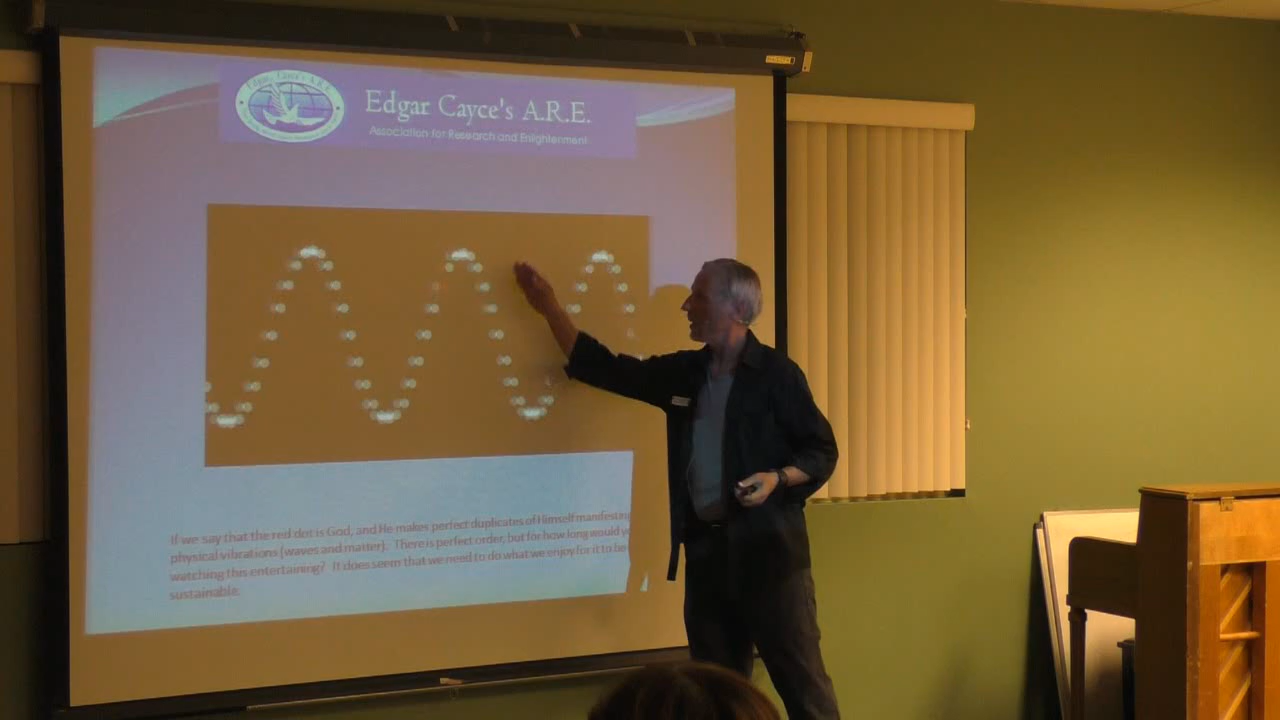 Edgar Cayce's A.R.E.
Edgar Cayce's A.R.E.
Association for Research and Enlightenment
If we say that the red dot is God, and He makes perfect duplicates of Himself manifesting
physical vibrations (waves and matter). There is perfect order, but for how long would
watching this entertaining? It does seem that we need to do what we enjoy for it to be
sustainable.